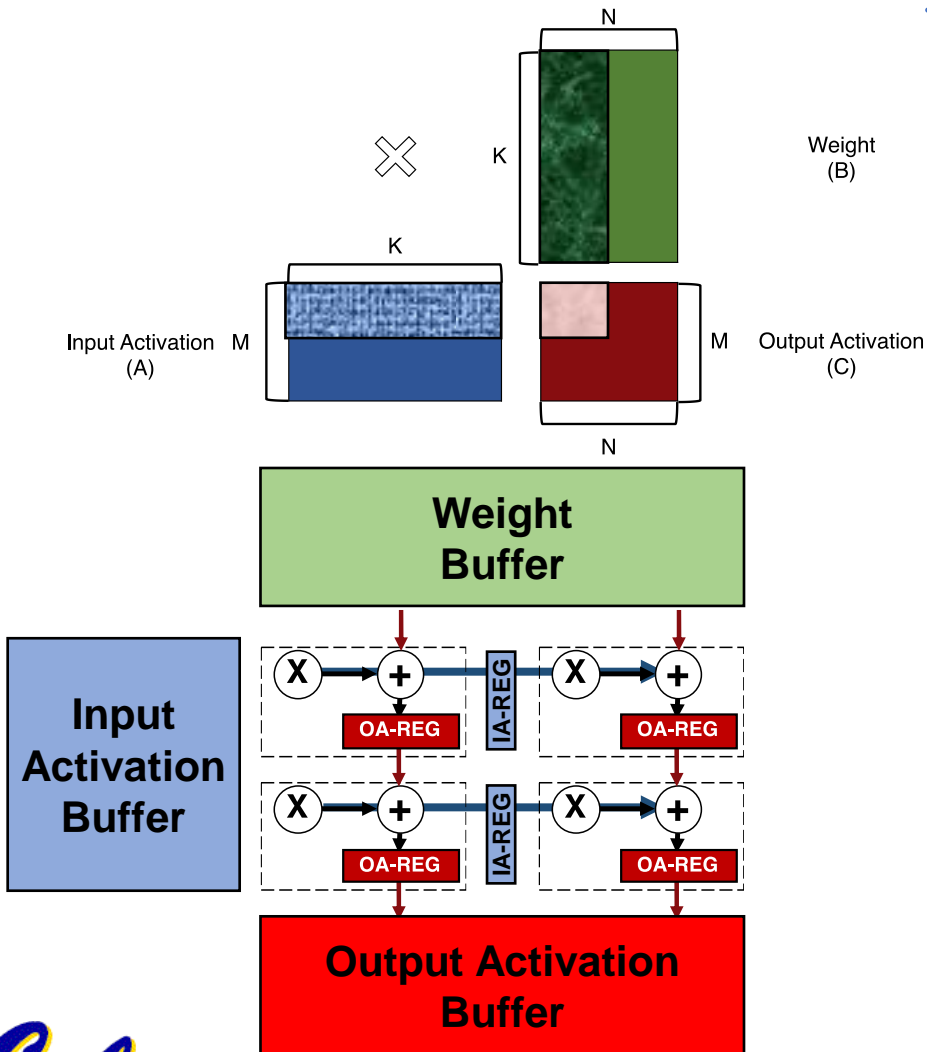 N
K
Weight
(B)
K
Input Activation
(A)
M
M
Output Activation
(C)
N
Weight
Buffer
Input
Activation
Buffer
X
+
IA-REG
X
+
OA-REG
OA-REG
X
+
IA-REG
X
+
OA-REG
OA-REG
Output Activation
Buffer